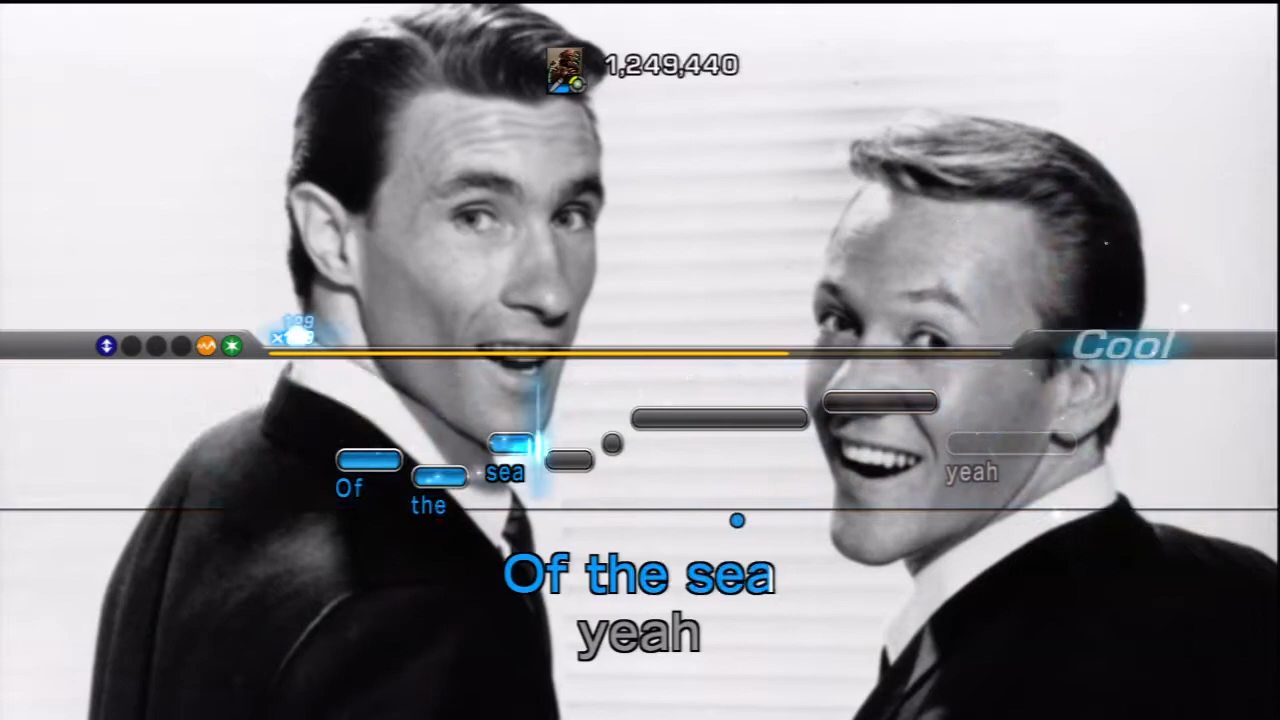 1,249,440
Cool
Of
the
sea
yeah
Of the sea
yeah